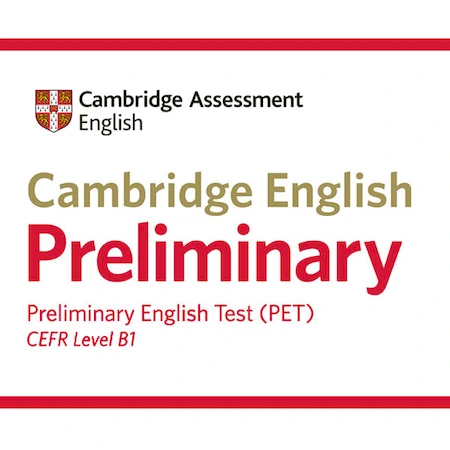 Cambridge Assessment
English
Cambridge English
Preliminary
Preliminary English Test (PET)
CEFR Level B1